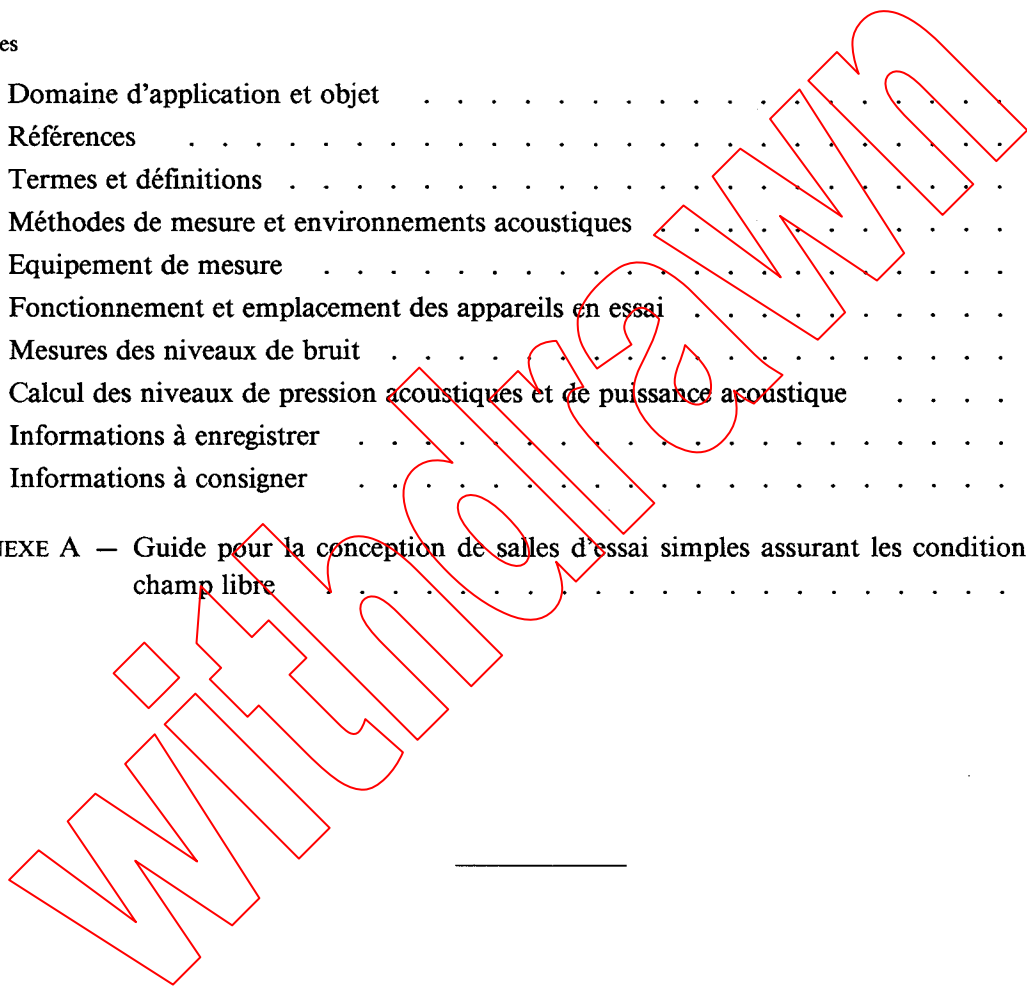 es
Domaine d'application et objet . . . . . . . . . . . . . . . . . .
Références . . . . . . . . . . . . . . . . . . . . . . . . .
Termes et définitions . . . . . . . . . . . . . . . . . . . . . .
Méthodes de mesure et environnements acoustiques . . . . . . . . . . .
Equipement de mesure . . . . . . . . . . . . . . . . . . . . .
Fonctionnement et emplacement des appareils en essai . . . . . . . . . .
Mesures des niveaux de bruit . . . . . . . . . . . . . . . . . . .
Calcul des niveaux de pression acoustiques et de puissance acoustique . . . .
Informations à enregistrer . . . . . . . . . . . . . . . . . . . .
Informations à consigner . . . . . . . . . . . . . . . . . . . .
NEXE A — Guide pour la conception de salles d'essai simples assurant les condition
champ libre . . . . . . . . . . . . . . . . . . . . .
withdrawn